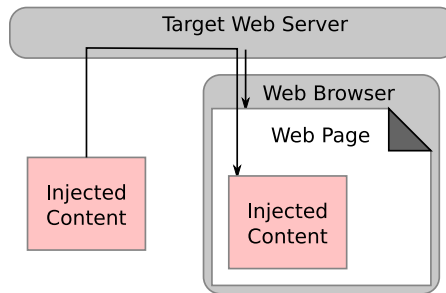 Target Web Server
Web Browser
Web Page
Injected
Content
Injected
Content